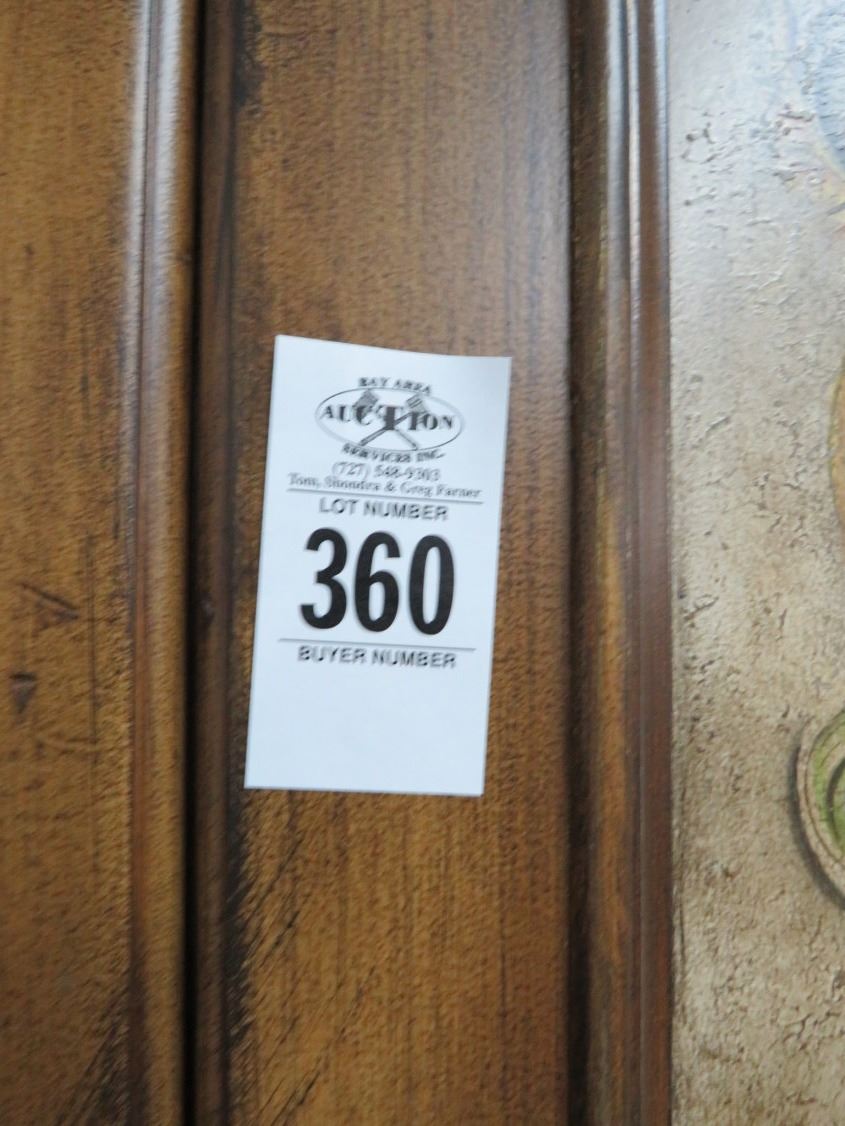 BAY AREA
AUCTION
SERVICES INC.
(727) 548-9303
Tom, Shondra & Greg Farner
LOT NUMBER
360
BUYER NUMBER